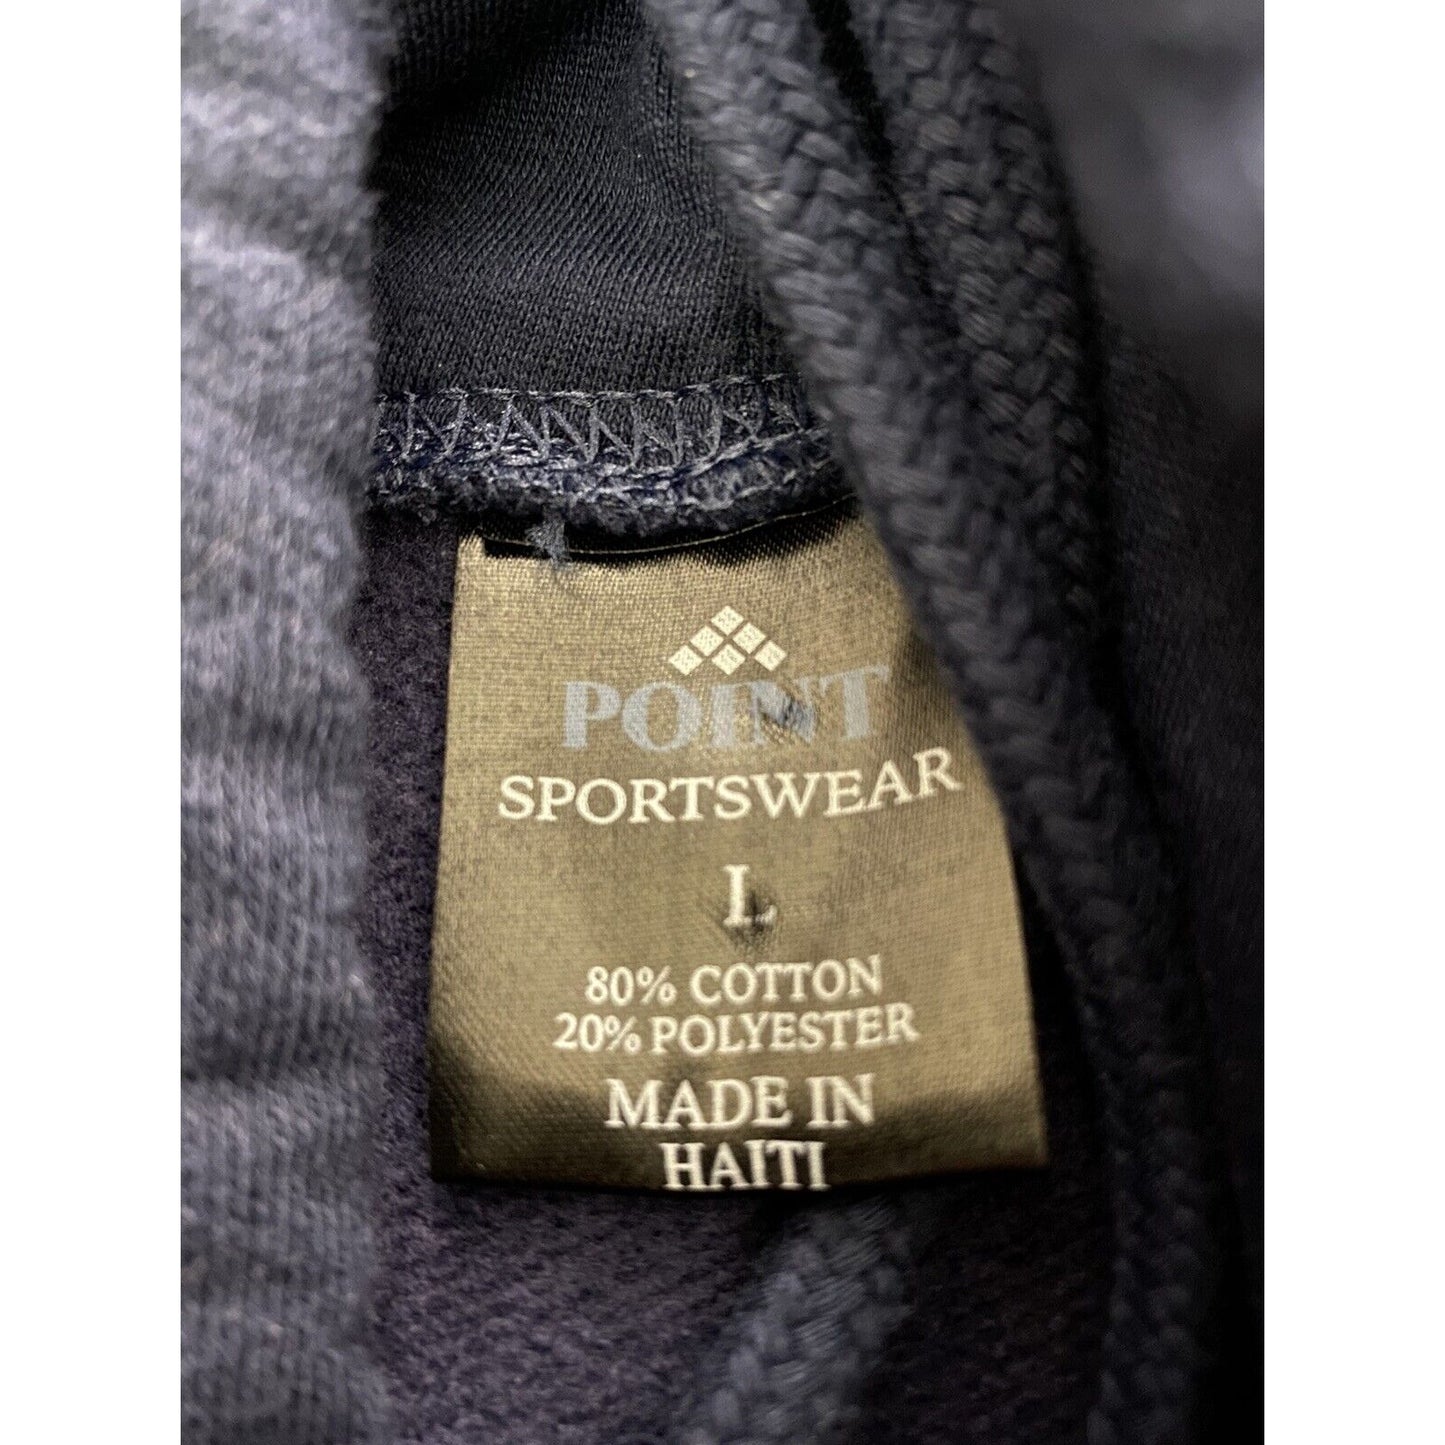 POINT
SPORTSWEAR
L
80% COTTON
20% POLYESTER
MADE IN
HAITI